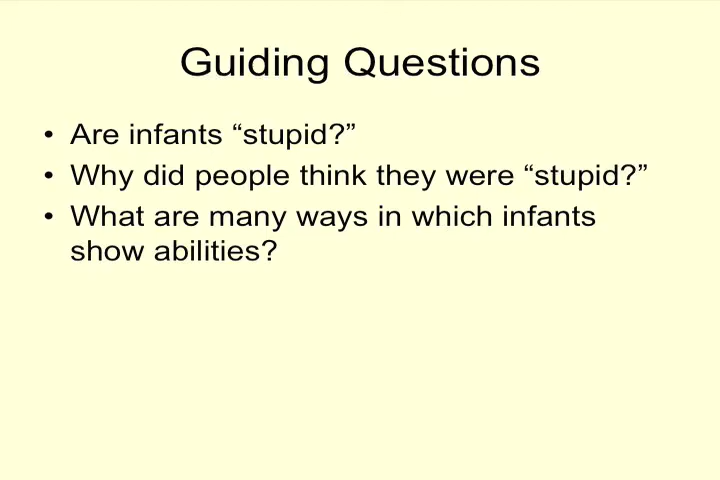 Guiding Questions
• Are infants “stupid?”
• Why did people think they were “stupid?”
• What are many ways in which infants
show abilities?